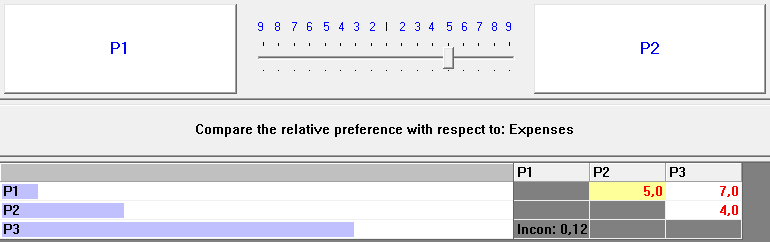 P1
9 8 7 6 5 4 3 2 1 2 3 4 5 6 7 8 9
P2
Compare the relative preference with respect to: Expenses
P1 P2 P3
P1 5,0 7,0
P2 4,0
P3 Incon: 0,12